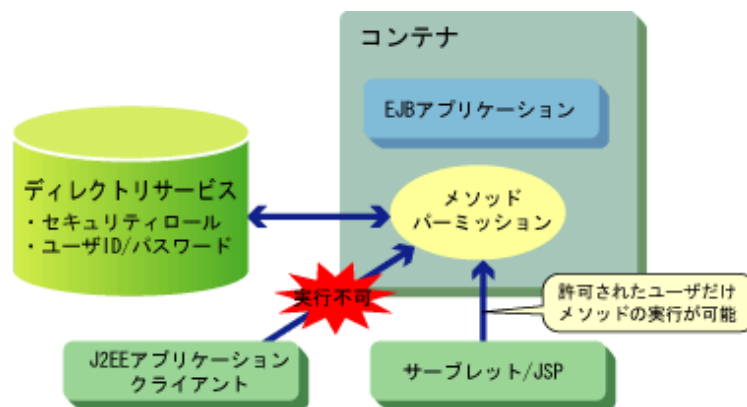 コンテナ
EJBアプリケーション
ディレクトリサービス
・セキュリティロール
・ユーザID/パスワード
メソッド
パーミッション
実行不可
許可されたユーザだけ
メソッドの実行が可能
J2EEアプリケーション
クライアント
サーブレット/JSP